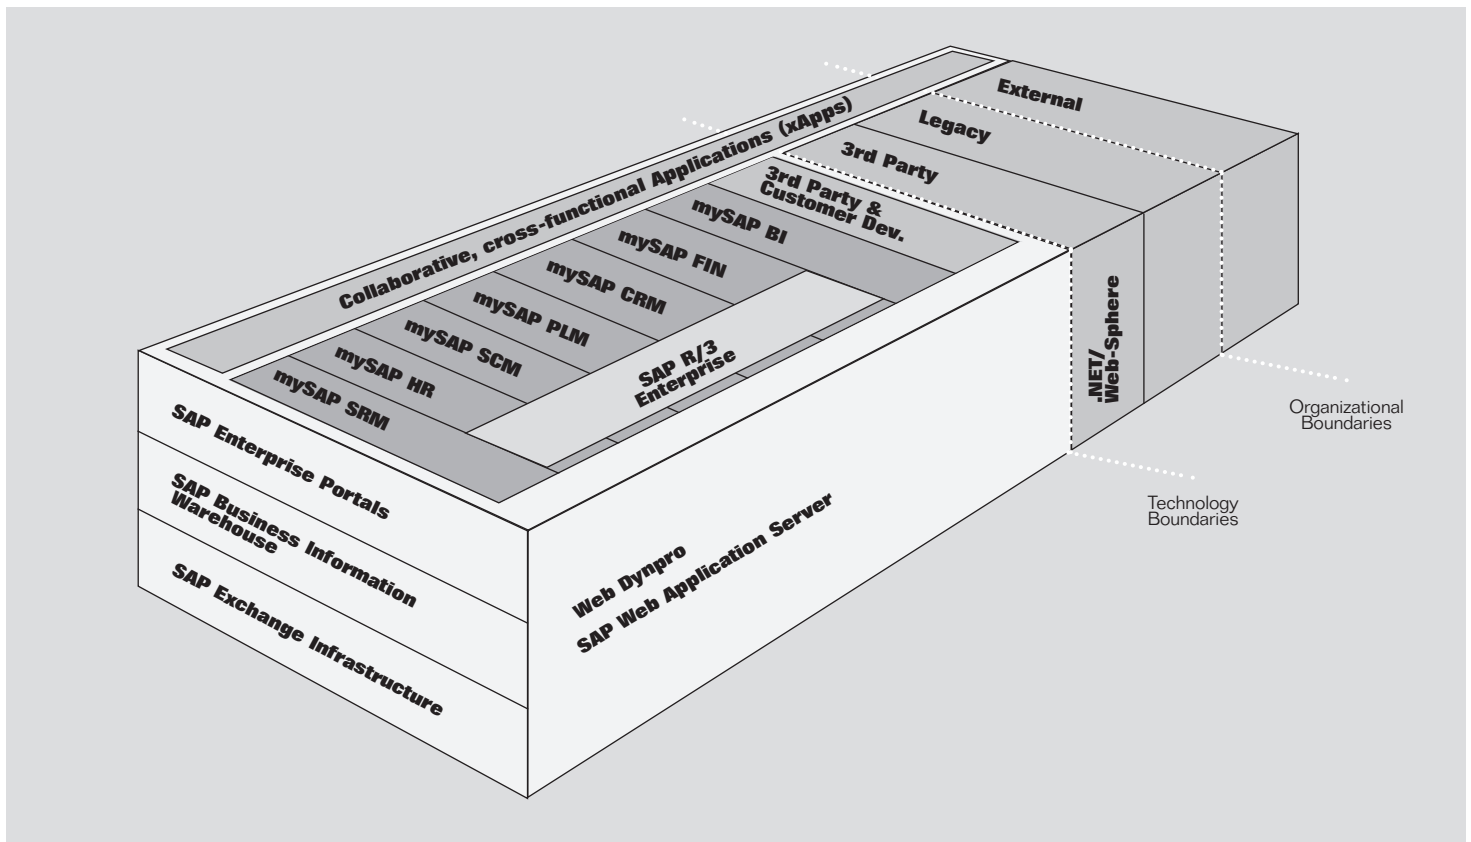 External
Legacy
3rd Party
Collaborative, cross-functional Applications (xApps)
3rd Party &
Customer Dev.
mySAP BI
mySAP FIN
mySAP CRM
mySAP PLM
mySAP SCM
mySAP HR
mySAP SRM
SAP R/3
Enterprise
.NET/
Web-Sphere
Organizational
Boundaries
Technology
Boundaries
SAP Enterprise Portals
SAP Business Information
Warehouse
SAP Exchange Infrastructure
Web Dynpro
SAP Web Application Server